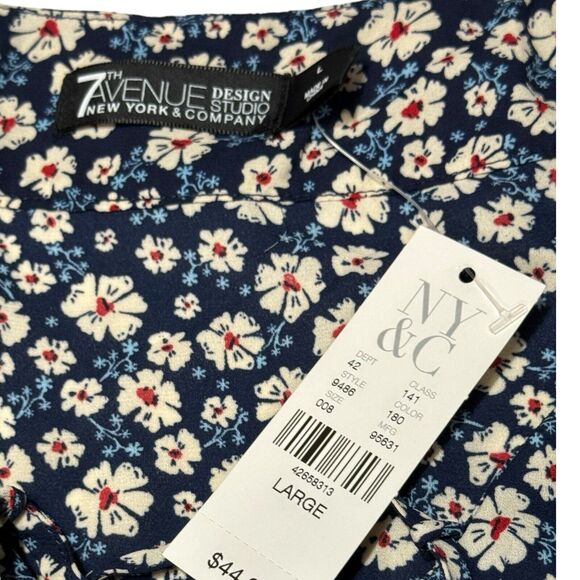 7TH
AVENUE DESIGN STUDIO
NEW YORK & COMPANY
L
NY
&C
DEPT CLASS
42 141
STYLE COLOR
9486 180
SIZE MFG
008 95631
42658313
LARGE
$44